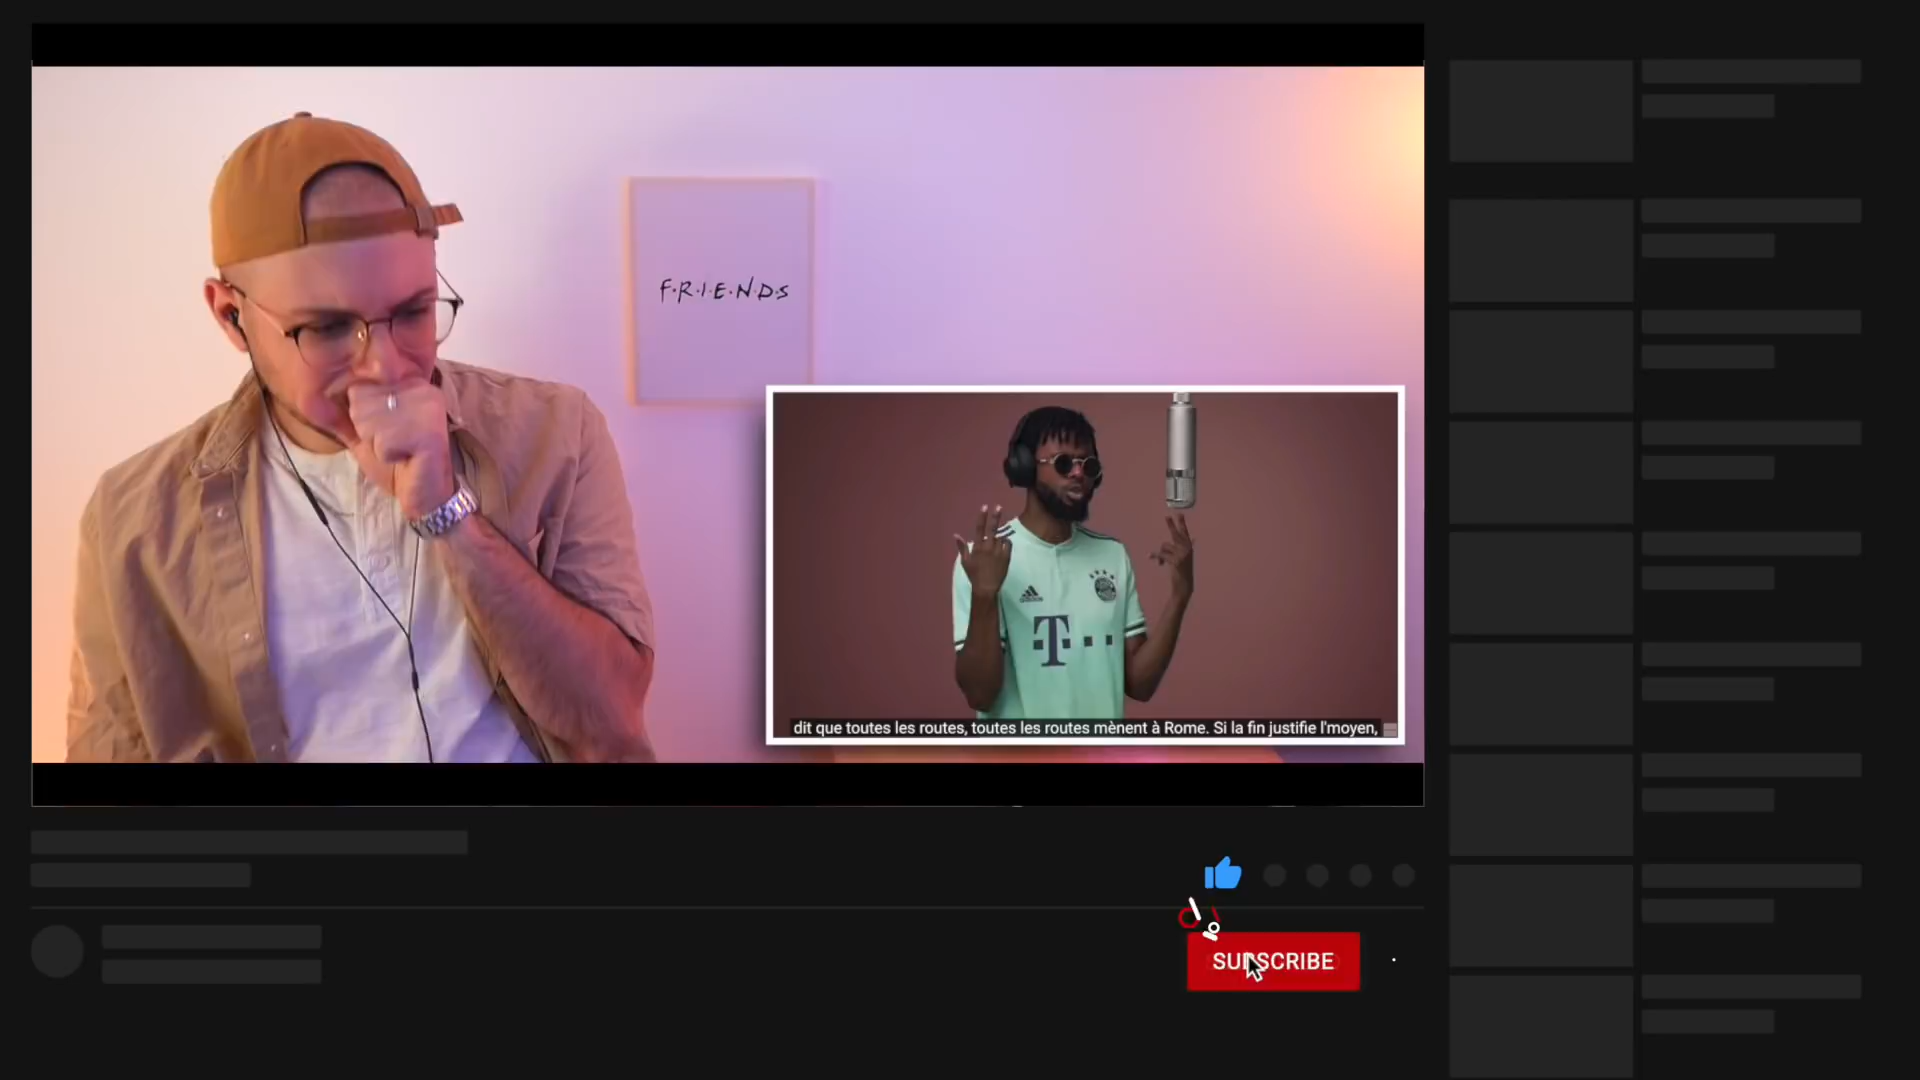 F·R·I·E·N·D·S
T
dit que toutes les routes, toutes les routes mènent à Rome. Si la fin justifie l'moyen,
SUBSCRIBE